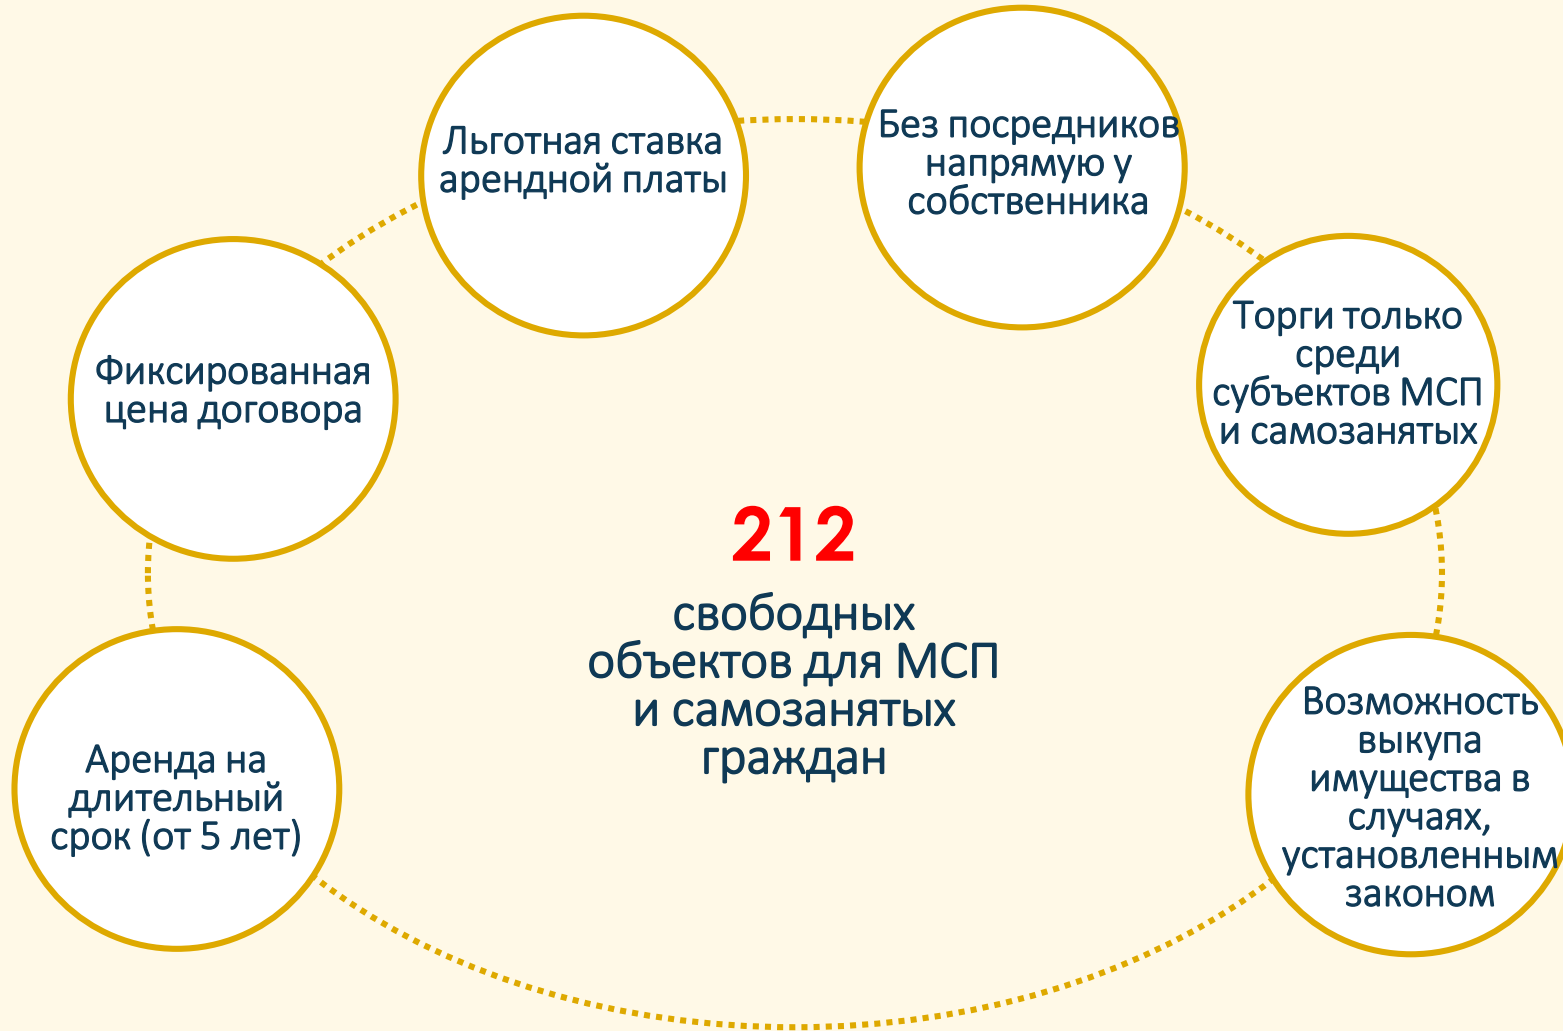 Льготная ставка
арендной платы
Без посредников
напрямую у
собственника
Фиксированная
цена договора
Торги только
среди
субъектов МСП
и самозанятых
212
свободных
объектов для МСП
и самозанятых
граждан
Аренда на
длительный
срок (от 5 лет)
Возможность
выкупа
имущества в
случаях,
установленным
законом